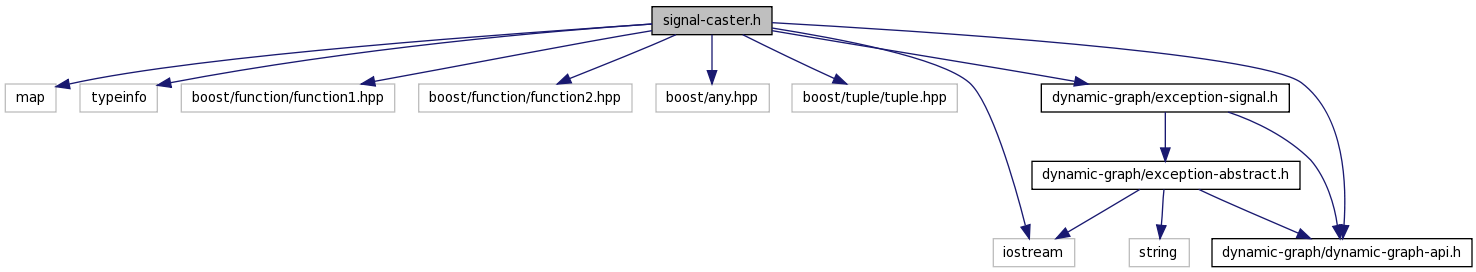 signal-caster.h
map
typeinfo
boost/function/function1.hpp
boost/function/function2.hpp
boost/any.hpp
boost/tuple/tuple.hpp
dynamic-graph/exception-signal.h
dynamic-graph/exception-abstract.h
iostream
string
dynamic-graph/dynamic-graph-api.h